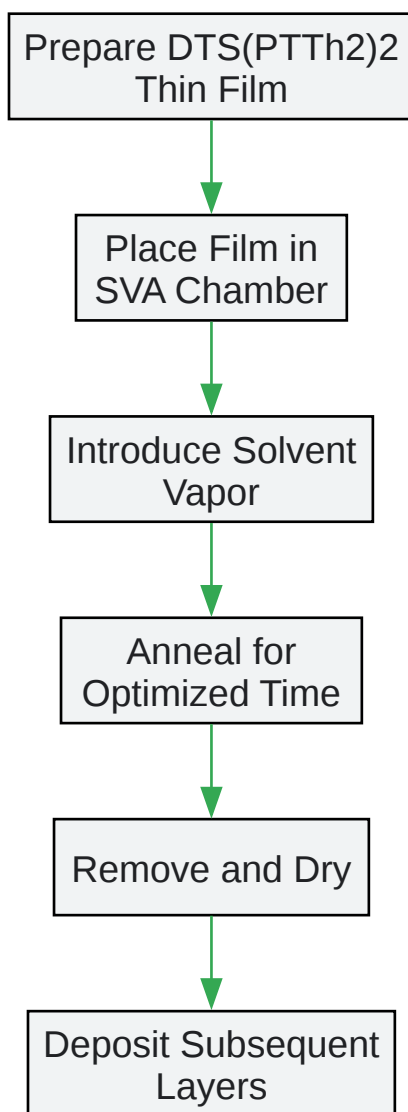 Prepare DTS(PTTh2)2
Thin Film
Place Film in
SVA Chamber
Introduce Solvent
Vapor
Anneal for
Optimized Time
Remove and Dry
Deposit Subsequent
Layers